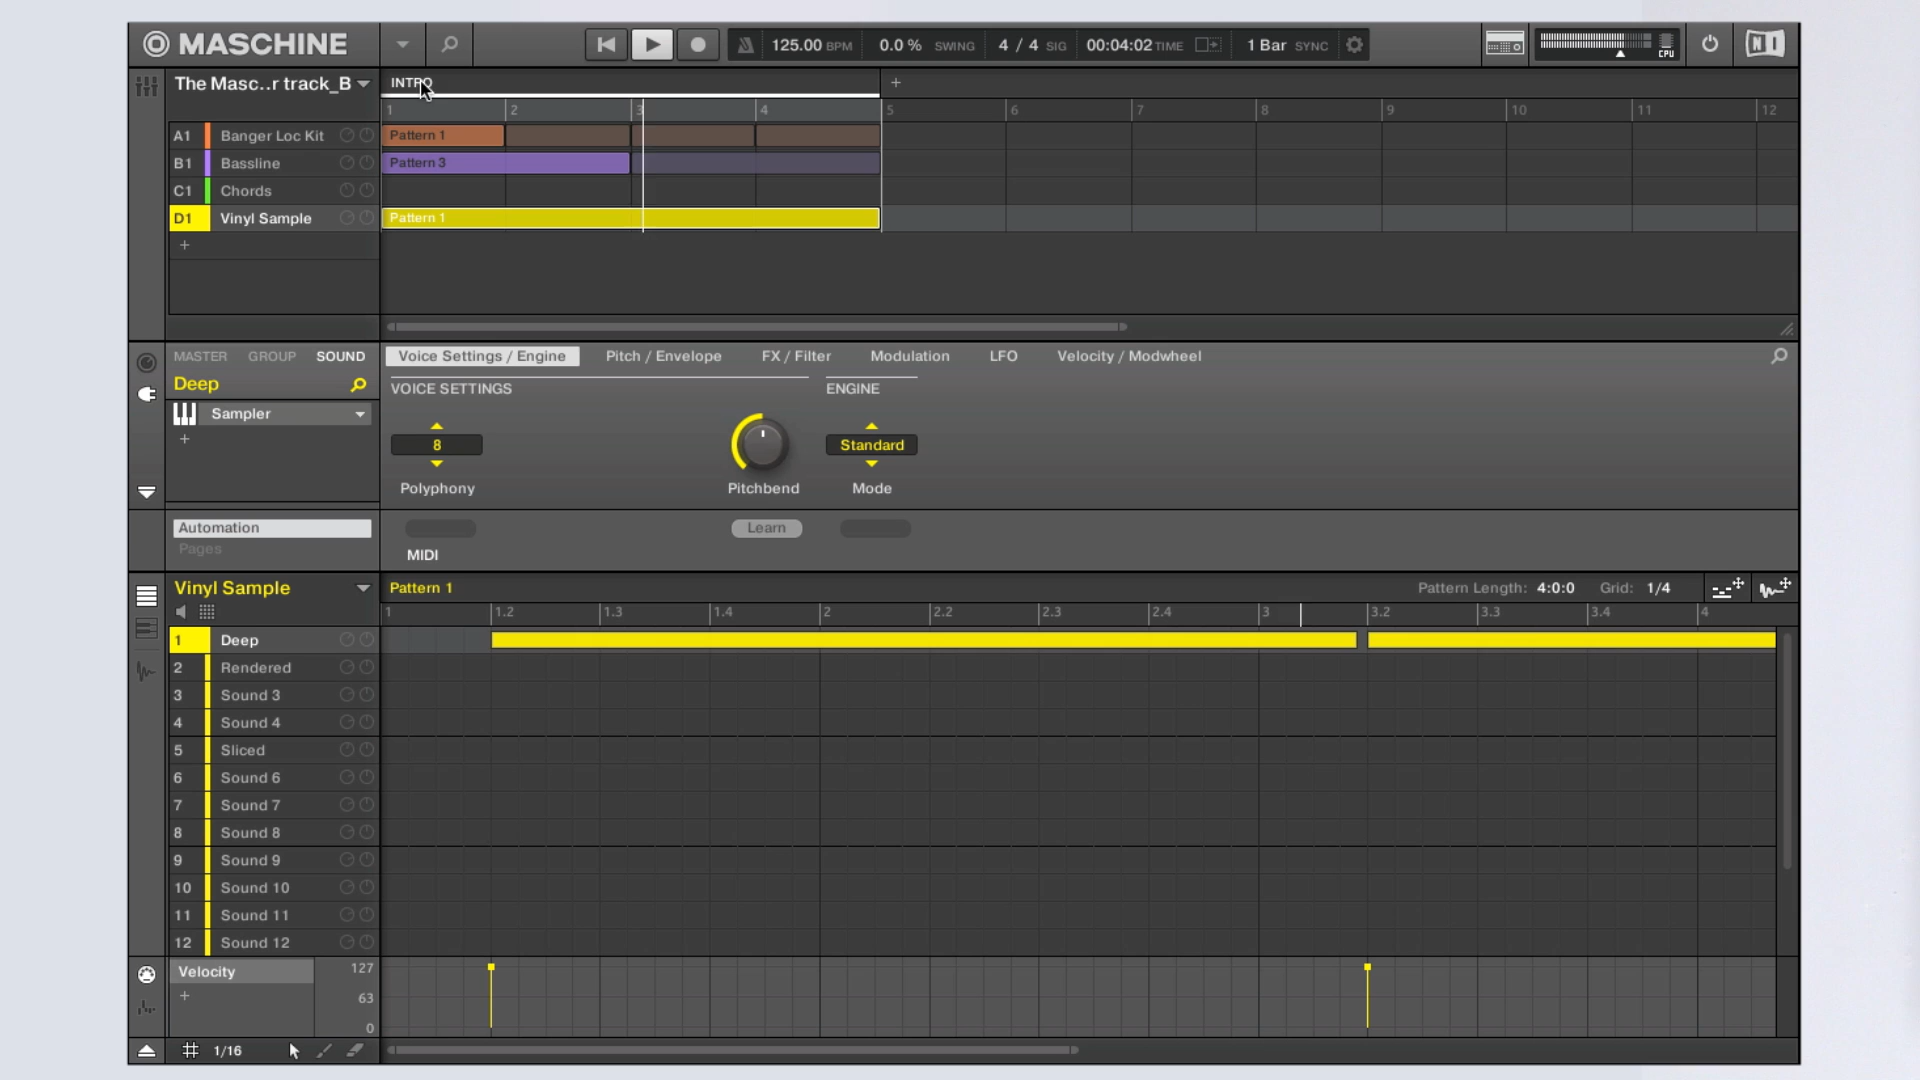 MASCHINE 125.00 BPM 0.0 % SWING 4 / 4 SIG 00:04:02 TIME 1 Bar SYNC CPU NI
The Masc..r track_B INTRO +
1 2 3 4 5 6 7 8 9 10 11 12
A1 Banger Loc Kit Pattern 1
B1 Bassline Pattern 3
C1 Chords
D1 Vinyl Sample Pattern 1
+
MASTER GROUP SOUND Voice Settings / Engine Pitch / Envelope FX / Filter Modulation LFO Velocity / Modwheel
Deep VOICE SETTINGS ENGINE
Sampler
+ 8 Standard
Polyphony Pitchbend Mode
Automation Learn
Pages MIDI
Vinyl Sample Pattern 1 Pattern Length: 4:0:0 Grid: 1/4
1 1.2 1.3 1.4 2 2.2 2.3 2.4 3 3.2 3.3 3.4 4
1 Deep
2 Rendered
3 Sound 3
4 Sound 4
5 Sliced
6 Sound 6
7 Sound 7
8 Sound 8
9 Sound 9
10 Sound 10
11 Sound 11
12 Sound 12
Velocity 127
+ 63
0
1/16